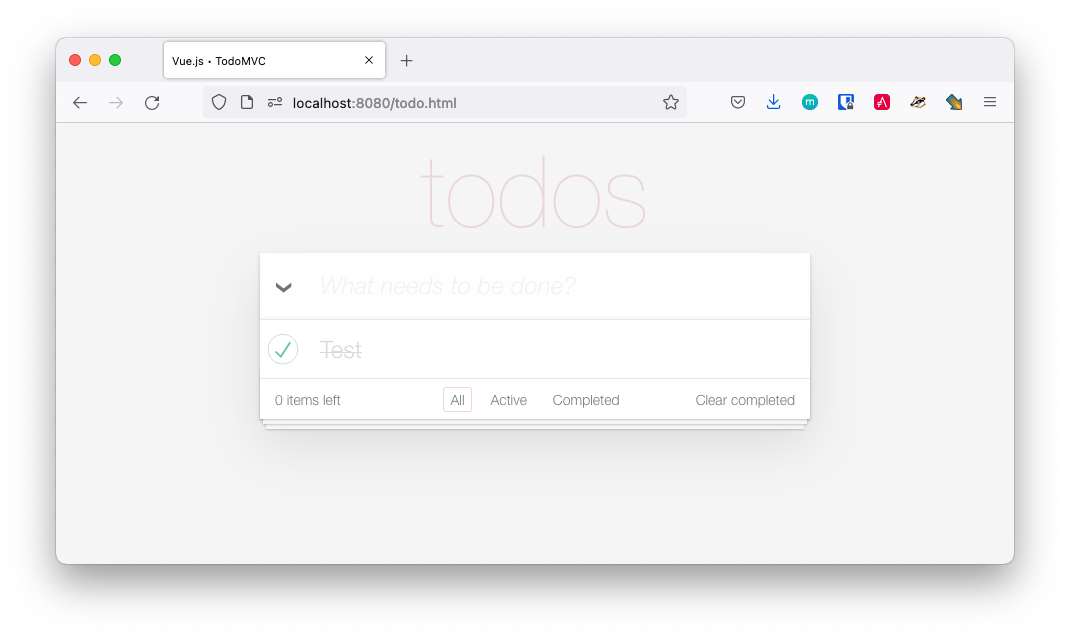 Vue.js • TodoMVC
localhost:8080/todo.html
m
todos
What needs to be done?
Test
0 items left All Active Completed Clear completed